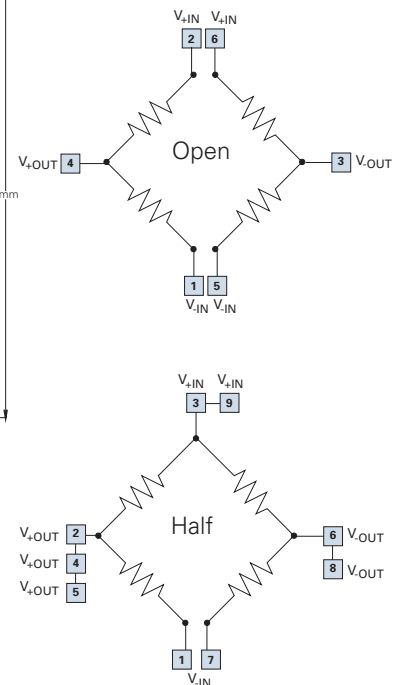 V+IN
2 6
Open
V+OUT 4
3 V-OUT
mm
1 5
V-IN V-IN
V+IN V+IN
3 9
Half
V+OUT 2
V+OUT 4
V+OUT 5
6 V-OUT
8 V-OUT
1 7
V-IN